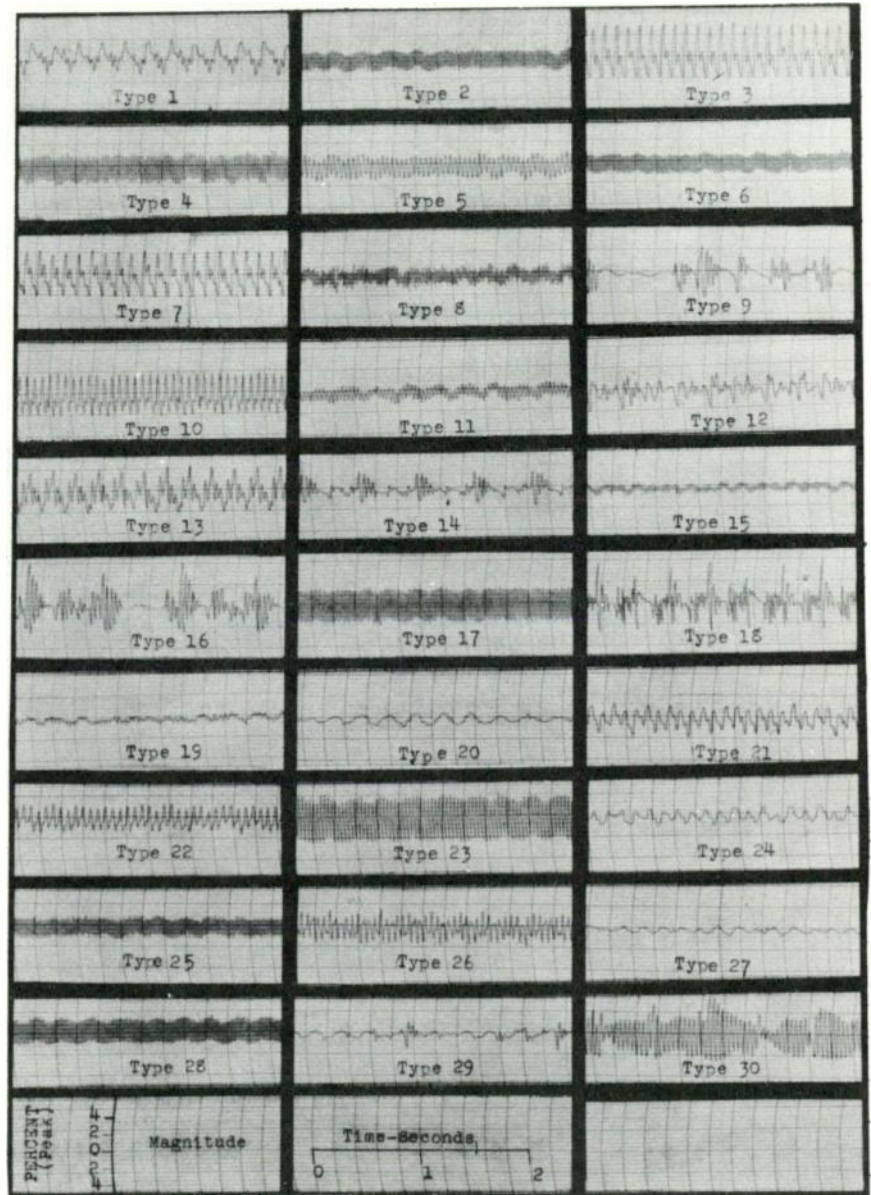 Type 1
Type 2
Type 3
Type 4
Type 5
Type 6
Type 7
Type 8
Type 9
Type 10
Type 11
Type 12
Type 13
Type 14
Type 15
Type 16
Type 17
Type 18
Type 19
Type 20
Type 21
Type 22
Type 23
Type 24
Type 25
Type 26
Type 27
Type 28
Type 29
Type 30
PERCENT
(Peak)
4 2 0 2 4
Magnitude
Time-Seconds
0 1 2